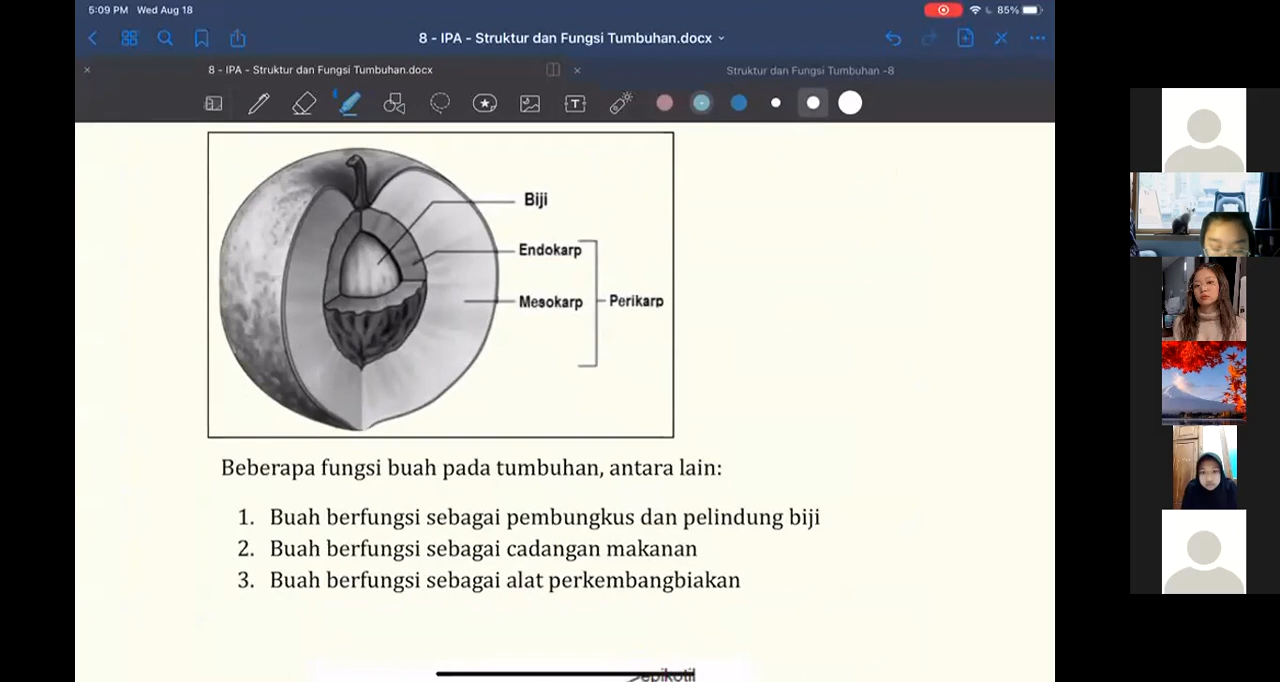 5:09 PM Wed Aug 18
85%
8 - IPA - Struktur dan Fungsi Tumbuhan.docx
8 - IPA - Struktur dan Fungsi Tumbuhan.docx
Struktur dan Fungsi Tumbuhan -8
Biji
Endokarp
Mesokarp
Perikarp
Beberapa fungsi buah pada tumbuhan, antara lain:
1. Buah berfungsi sebagai pembungkus dan pelindung biji
2. Buah berfungsi sebagai cadangan makanan
3. Buah berfungsi sebagai alat perkembangbiakan
epikotil